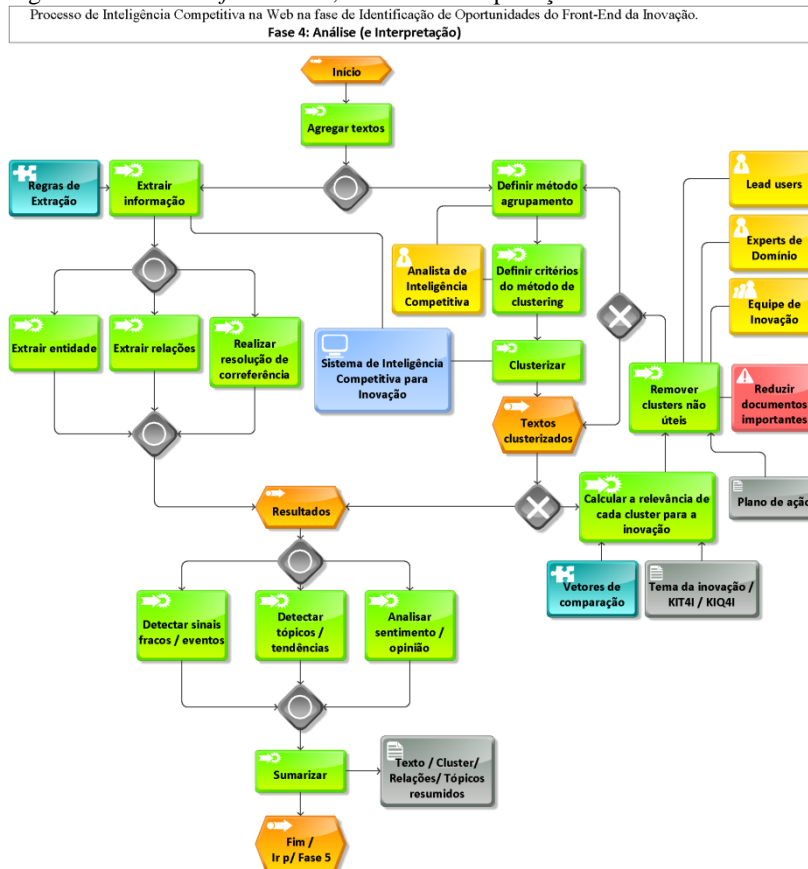 Processo de Inteligência Competitiva na Web na fase de Identificação de Oportunidades do Front-End da Inovação.
Fase 4: Análise (e Interpretação)
Início
Agregar textos
Regras de
Extração
Extrair
informação
Definir método
agrupamento
Lead users
Experts de
Domínio
Equipe de
Inovação
Analista de
Inteligência
Competitiva
Definir critérios
do método de
clustering
Extrair entidade
Extrair relações
Realizar
resolução de
correferência
Sistema de Inteligência
Competitiva para
Inovação
Clusterizar
Remover
clusters não
úteis
Reduzir
documentos
importantes
Textos
clusterizados
Resultados
Calcular a relevância de
cada cluster para a
inovação
Plano de ação
Vetores de
comparação
Tema da inovação /
KIT4I / KIQ4I
Detectar sinais
fracos / eventos
Detectar
tópicos /
tendências
Analisar
sentimento /
opinião
Sumarizar
Texto / Cluster/
Relações/ Tópicos
resumidos
Fim /
Ir p/ Fase 5